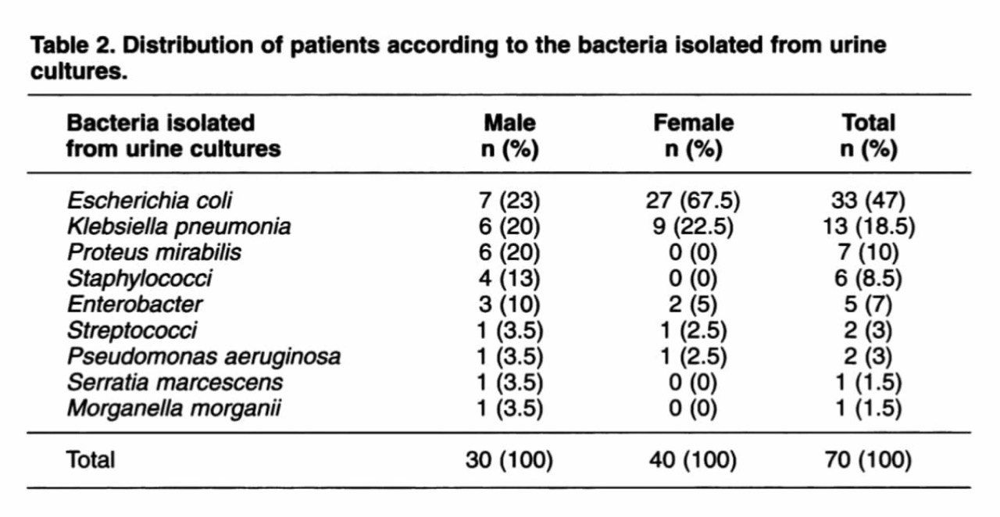 Table 2. Distribution of patients according to the bacteria isolated from urine
cultures.
Bacteria isolated from urine cultures Male n (%) Female n (%) Total n (%)
Escherichia coli 7 (23) 27 (67.5) 33 (47)
Klebsiella pneumonia 6 (20) 9 (22.5) 13 (18.5)
Proteus mirabilis 6 (20) 0 (0) 7 (10)
Staphylococci 4 (13) 0 (0) 6 (8.5)
Enterobacter 3 (10) 2 (5) 5 (7)
Streptococci 1 (3.5) 1 (2.5) 2 (3)
Pseudomonas aeruginosa 1 (3.5) 1 (2.5) 2 (3)
Serratia marcescens 1 (3.5) 0 (0) 1 (1.5)
Morganella morganii 1 (3.5) 0 (0) 1 (1.5)
Total 30 (100) 40 (100) 70 (100)